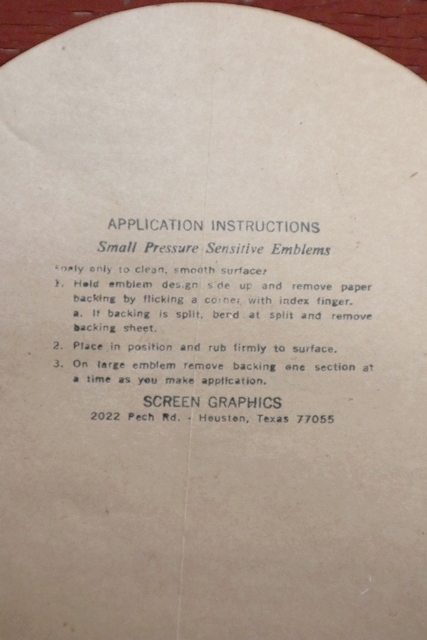 APPLICATION INSTRUCTIONS
Small Pressure Sensitive Emblems
Apply only to clean, smooth surface:
1. Hold emblem design side up and remove paper
backing by flicking a corner with index finger.
a. If backing is split, bend at split and remove
backing sheet.
2. Place in position and rub firmly to surface.
3. On large emblem remove backing one section at
a time as you make application.
SCREEN GRAPHICS
2022 Pech Rd. - Houston, Texas 77055